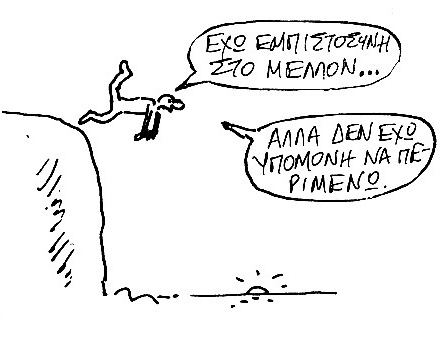 ΕΧΩ ΕΜΠΙΣΤΟΣΥΝΗ
ΣΤΟ ΜΕΛΛΟΝ...
ΑΛΛΑ ΔΕΝ ΕΧΩ
ΥΠΟΜΟΝΗ ΝΑ ΠΕ-
ΡΙΜΕΝΩ.